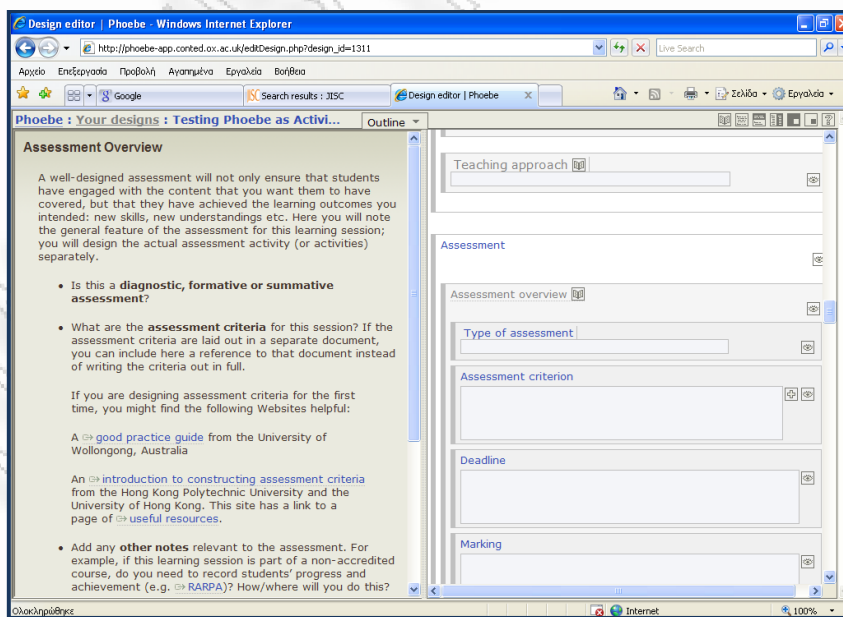 Design editor | Phoebe - Windows Internet Explorer
http://phoebe-app.conted.ox.ac.uk/editDesign.php?design_id=1311
Live Search
Αρχείο Επεξεργασία Προβολή Αγαπημένα Εργαλεία Βοήθεια
Google
Search results : JISC
Design editor | Phoebe
X
Σελίδα
Εργαλεία
Phoebe : Your designs : Testing Phoebe as Activi...
Outline
Assessment Overview
A well-designed assessment will not only ensure that students
have engaged with the content that you want them to have
covered, but that they have achieved the learning outcomes you
intended: new skills, new understandings etc. Here you will note
the general feature of the assessment for this learning session;
you will design the actual assessment activity (or activities)
separately.
• Is this a diagnostic, formative or summative
assessment?
• What are the assessment criteria for this session? If the
assessment criteria are laid out in a separate document,
you can include here a reference to that document instead
of writing the criteria out in full.
If you are designing assessment criteria for the first
time, you might find the following Websites helpful:
A good practice guide from the University of
Wollongong, Australia
An introduction to constructing assessment criteria
from the Hong Kong Polytechnic University and the
University of Hong Kong. This site has a link to a
page of useful resources.
• Add any other notes relevant to the assessment. For
example, if this learning session is part of a non-accredited
course, do you need to record students' progress and
achievement (e.g. RARPA)? How/where will you do this?
Teaching approach
Assessment
Assessment overview
Type of assessment
Assessment criterion
Deadline
Marking
Ολοκληρώθηκε
Internet
100%